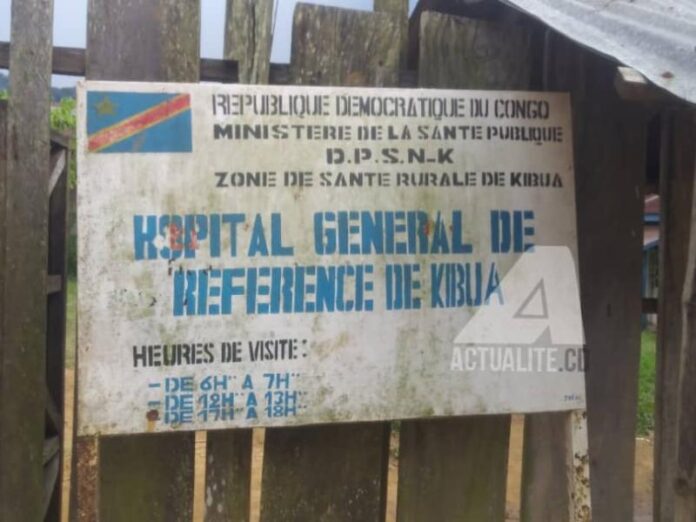 REPUBLIQUE DEMOCRATIQUE DU CONGO
MINISTERE DE LA SANTE PUBLIQUE
D.P.S.N-K
ZONE DE SANTE RURALE DE KIBUA
HOPITAL GENERAL DE
REFERENCE DE KIBUA
HEURES DE VISITE :
- DE 6H'' A 7H''
- DE 12H'' A 13H''
- DE 17H'' A 18H''
ACTUALITE.CD